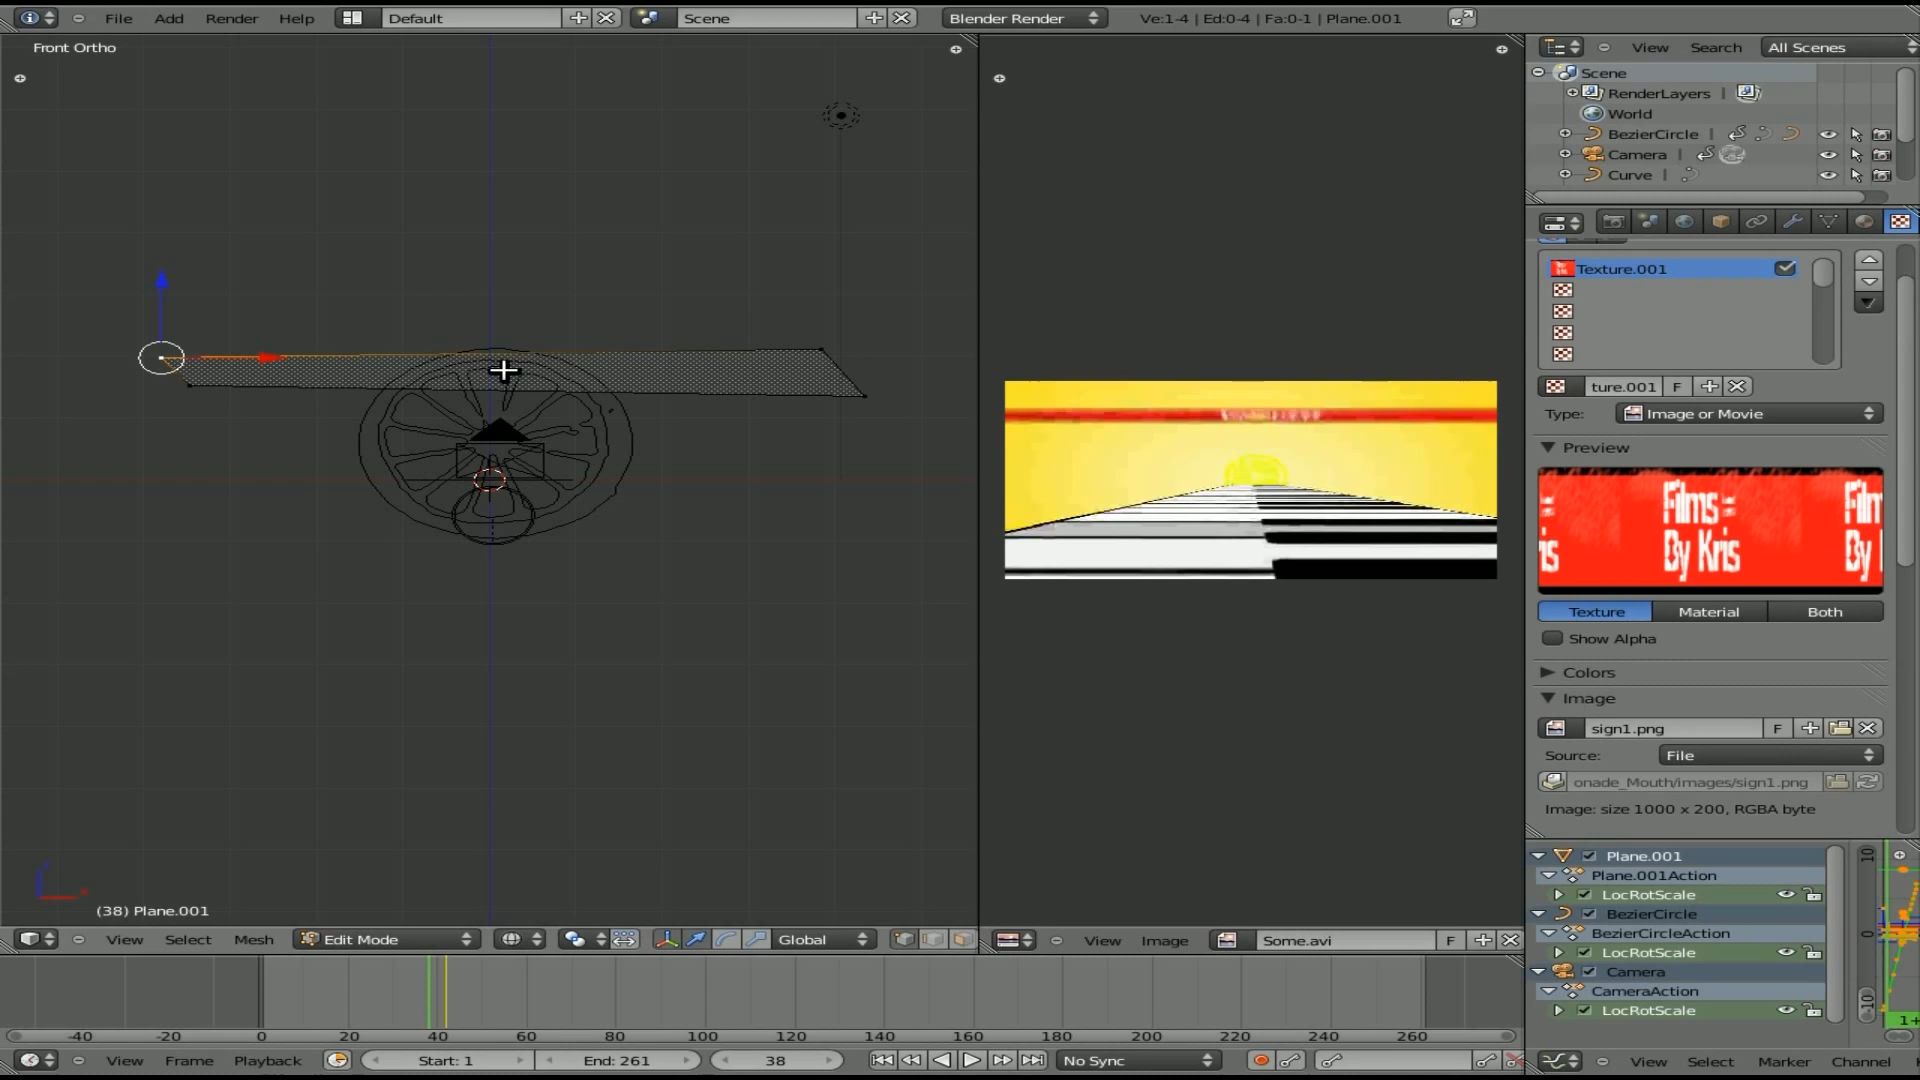 File Add Render Help Default Scene Blender Render Ve:1-4 | Ed:0-4 | Fa:0-1 | Plane.001
Front Ortho
View Search All Scenes
Scene
RenderLayers |
World
BezierCircle |
Camera |
Curve |
Texture.001
ture.001 F
Type: Image or Movie
Preview
Films By Kris
Texture Material Both
Show Alpha
Colors
Image
sign1.png F
Source: File
onade_Mouth/images/sign1.png
Image: size 1000 x 200, RGBA byte
Plane.001
Plane.001Action
LocRotScale
BezierCircle
BezierCircleAction
LocRotScale
Camera
CameraAction
LocRotScale
10
0
-10
1+
(38) Plane.001
View Select Mesh Edit Mode Global
View Image Some.avi F
-40 -20 0 20 40 60 80 100 120 140 160 180 200 220 240 260
View Frame Playback Start: 1 End: 261 38 No Sync
View Select Marker Channel